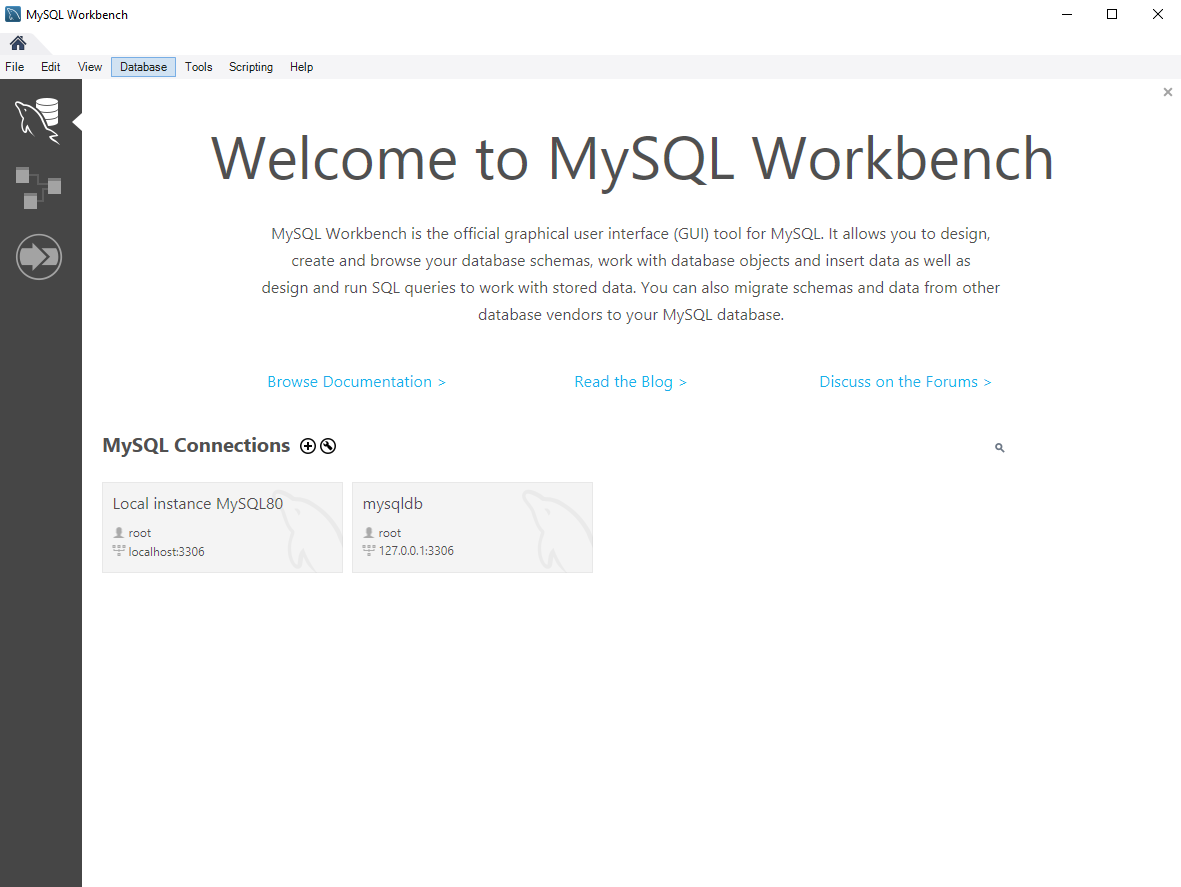 MySQL Workbench
File Edit View Database Tools Scripting Help
Welcome to MySQL Workbench
MySQL Workbench is the official graphical user interface (GUI) tool for MySQL. It allows you to design,
create and browse your database schemas, work with database objects and insert data as well as
design and run SQL queries to work with stored data. You can also migrate schemas and data from other
database vendors to your MySQL database.
Browse Documentation > Read the Blog > Discuss on the Forums >
MySQL Connections
Local instance MySQL80
root
localhost:3306
mysqldb
root
127.0.0.1:3306